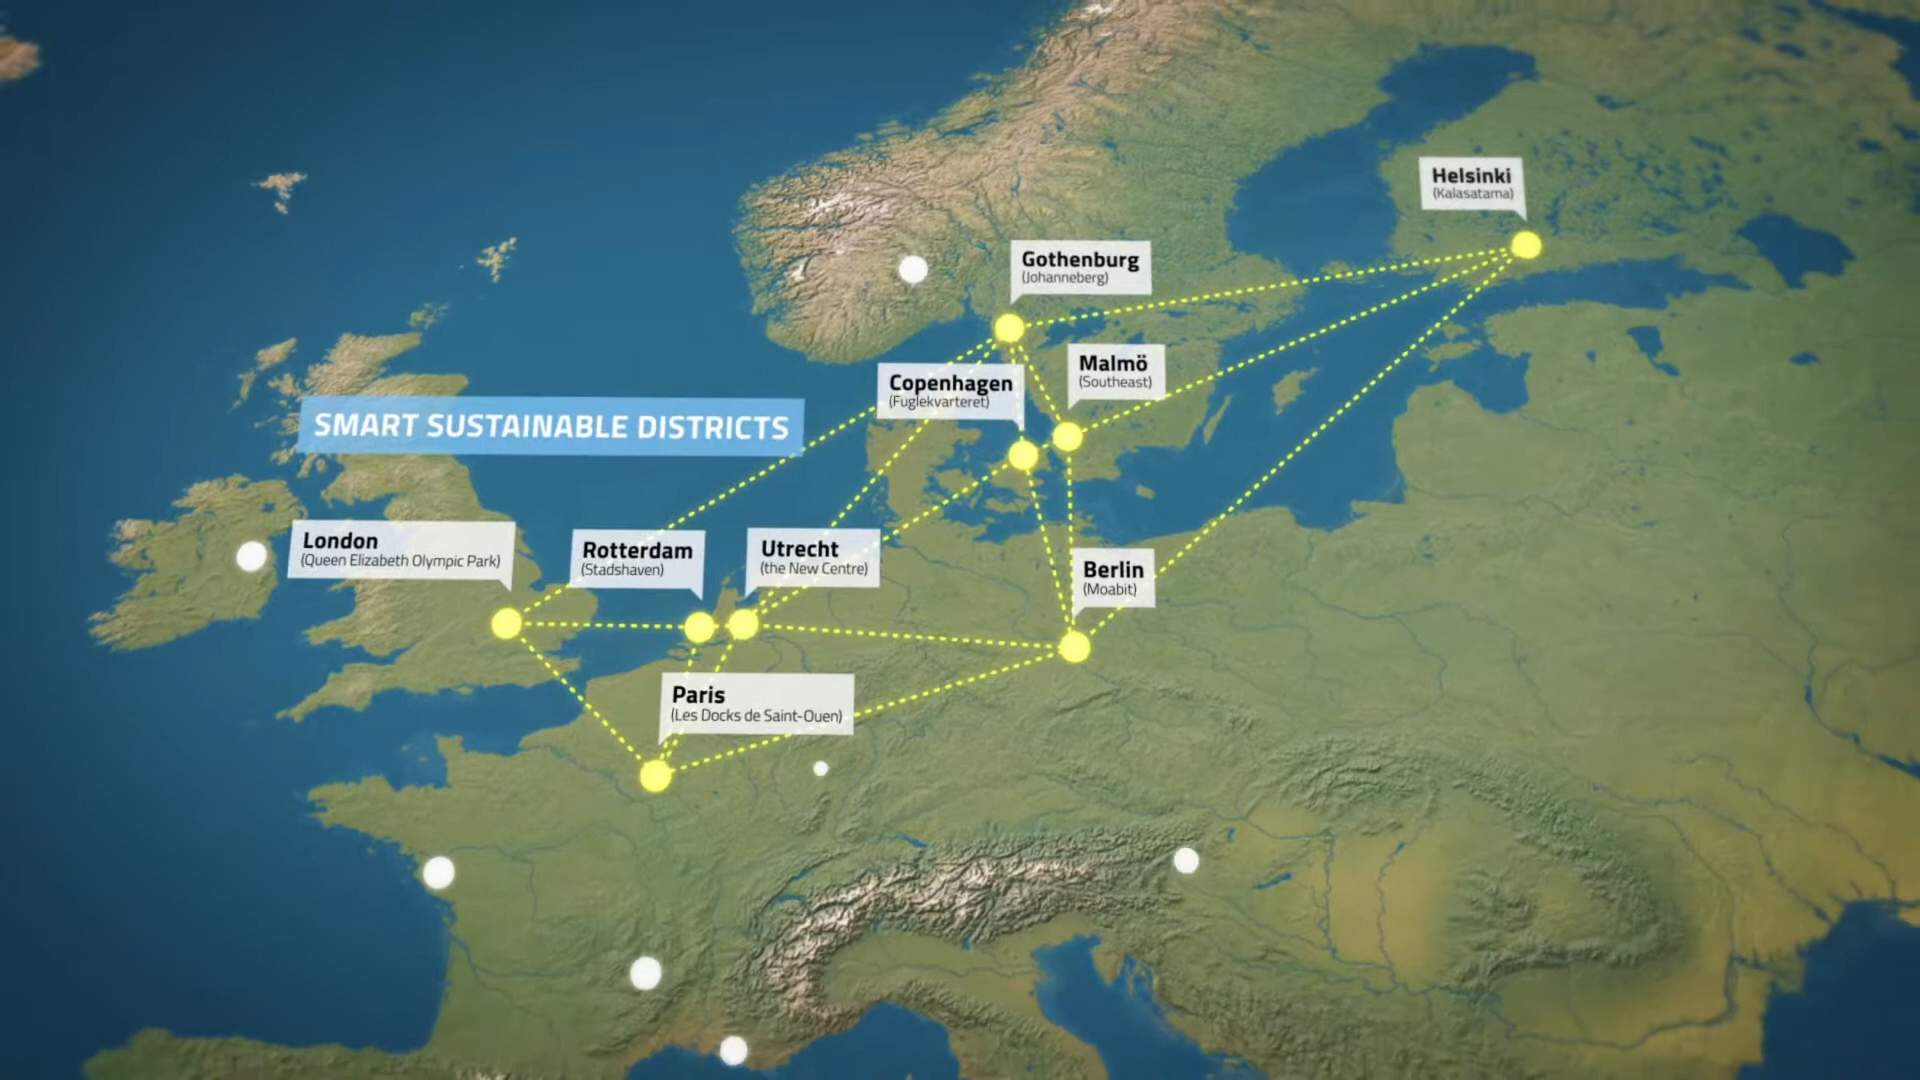 Helsinki
(Kalasatama)
Gothenburg
(Johanneberg)
Malmö
(Southeast)
Copenhagen
(Fuglekvarteret)
SMART SUSTAINABLE DISTRICTS
London
(Queen Elizabeth Olympic Park)
Rotterdam
(Stadshaven)
Utrecht
(the New Centre)
Berlin
(Moabit)
Paris
(Les Docks de Saint-Ouen)